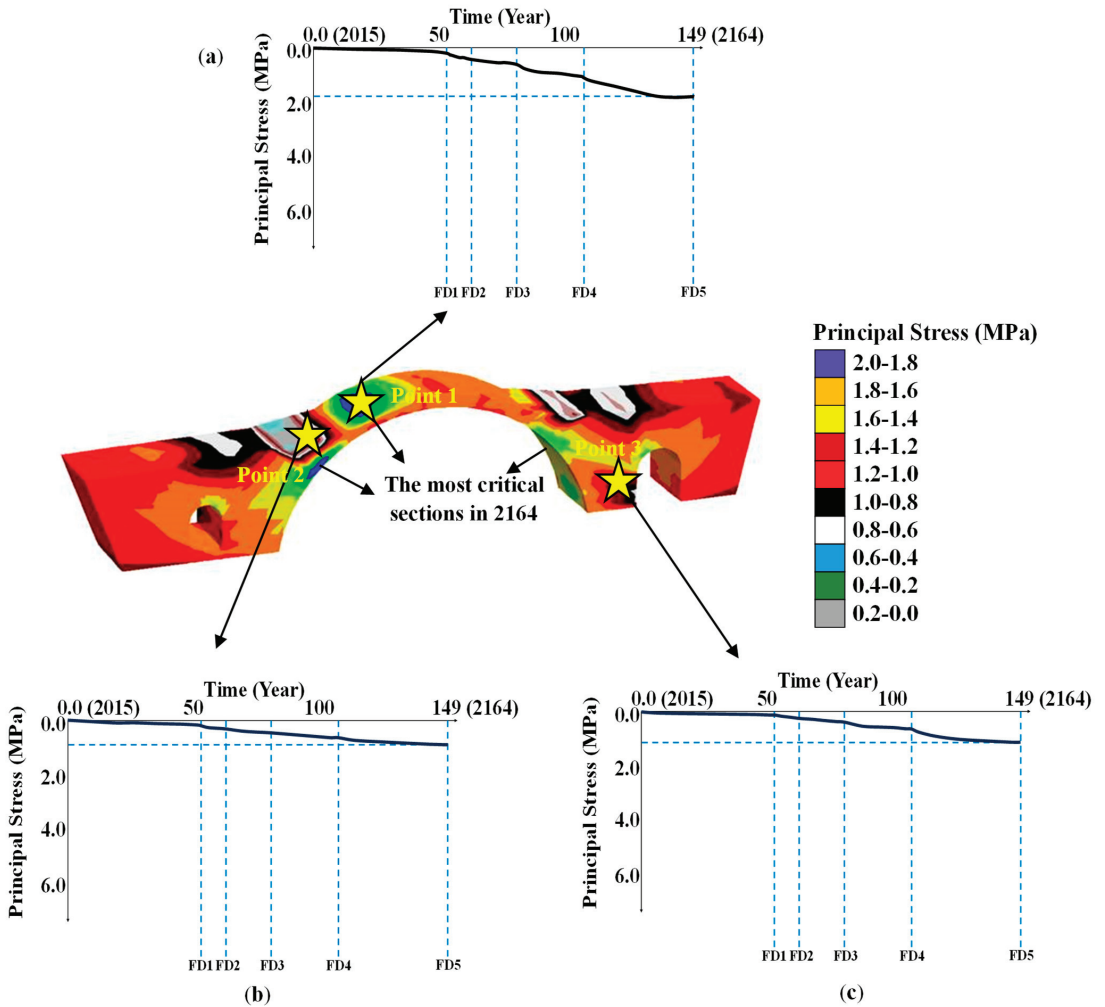 Time (Year)
0.0 (2015) 50 100 149 (2164)
(a)
Principal Stress (MPa)
0.0
2.0
4.0
6.0
FD1 FD2 FD3 FD4 FD5
Principal Stress (MPa)
2.0-1.8
1.8-1.6
1.6-1.4
1.4-1.2
1.2-1.0
1.0-0.8
0.8-0.6
0.6-0.4
0.4-0.2
0.2-0.0
Point 1
Point 2
Point 3
The most critical
sections in 2164
Time (Year)
0.0 (2015) 50 100 149 (2164)
Principal Stress (MPa)
0.0
2.0
4.0
6.0
FD1 FD2 FD3 FD4 FD5
(b)
Time (Year)
0.0 (2015) 50 100 149 (2164)
Principal Stress (MPa)
0.0
2.0
4.0
6.0
FD1 FD2 FD3 FD4 FD5
(c)